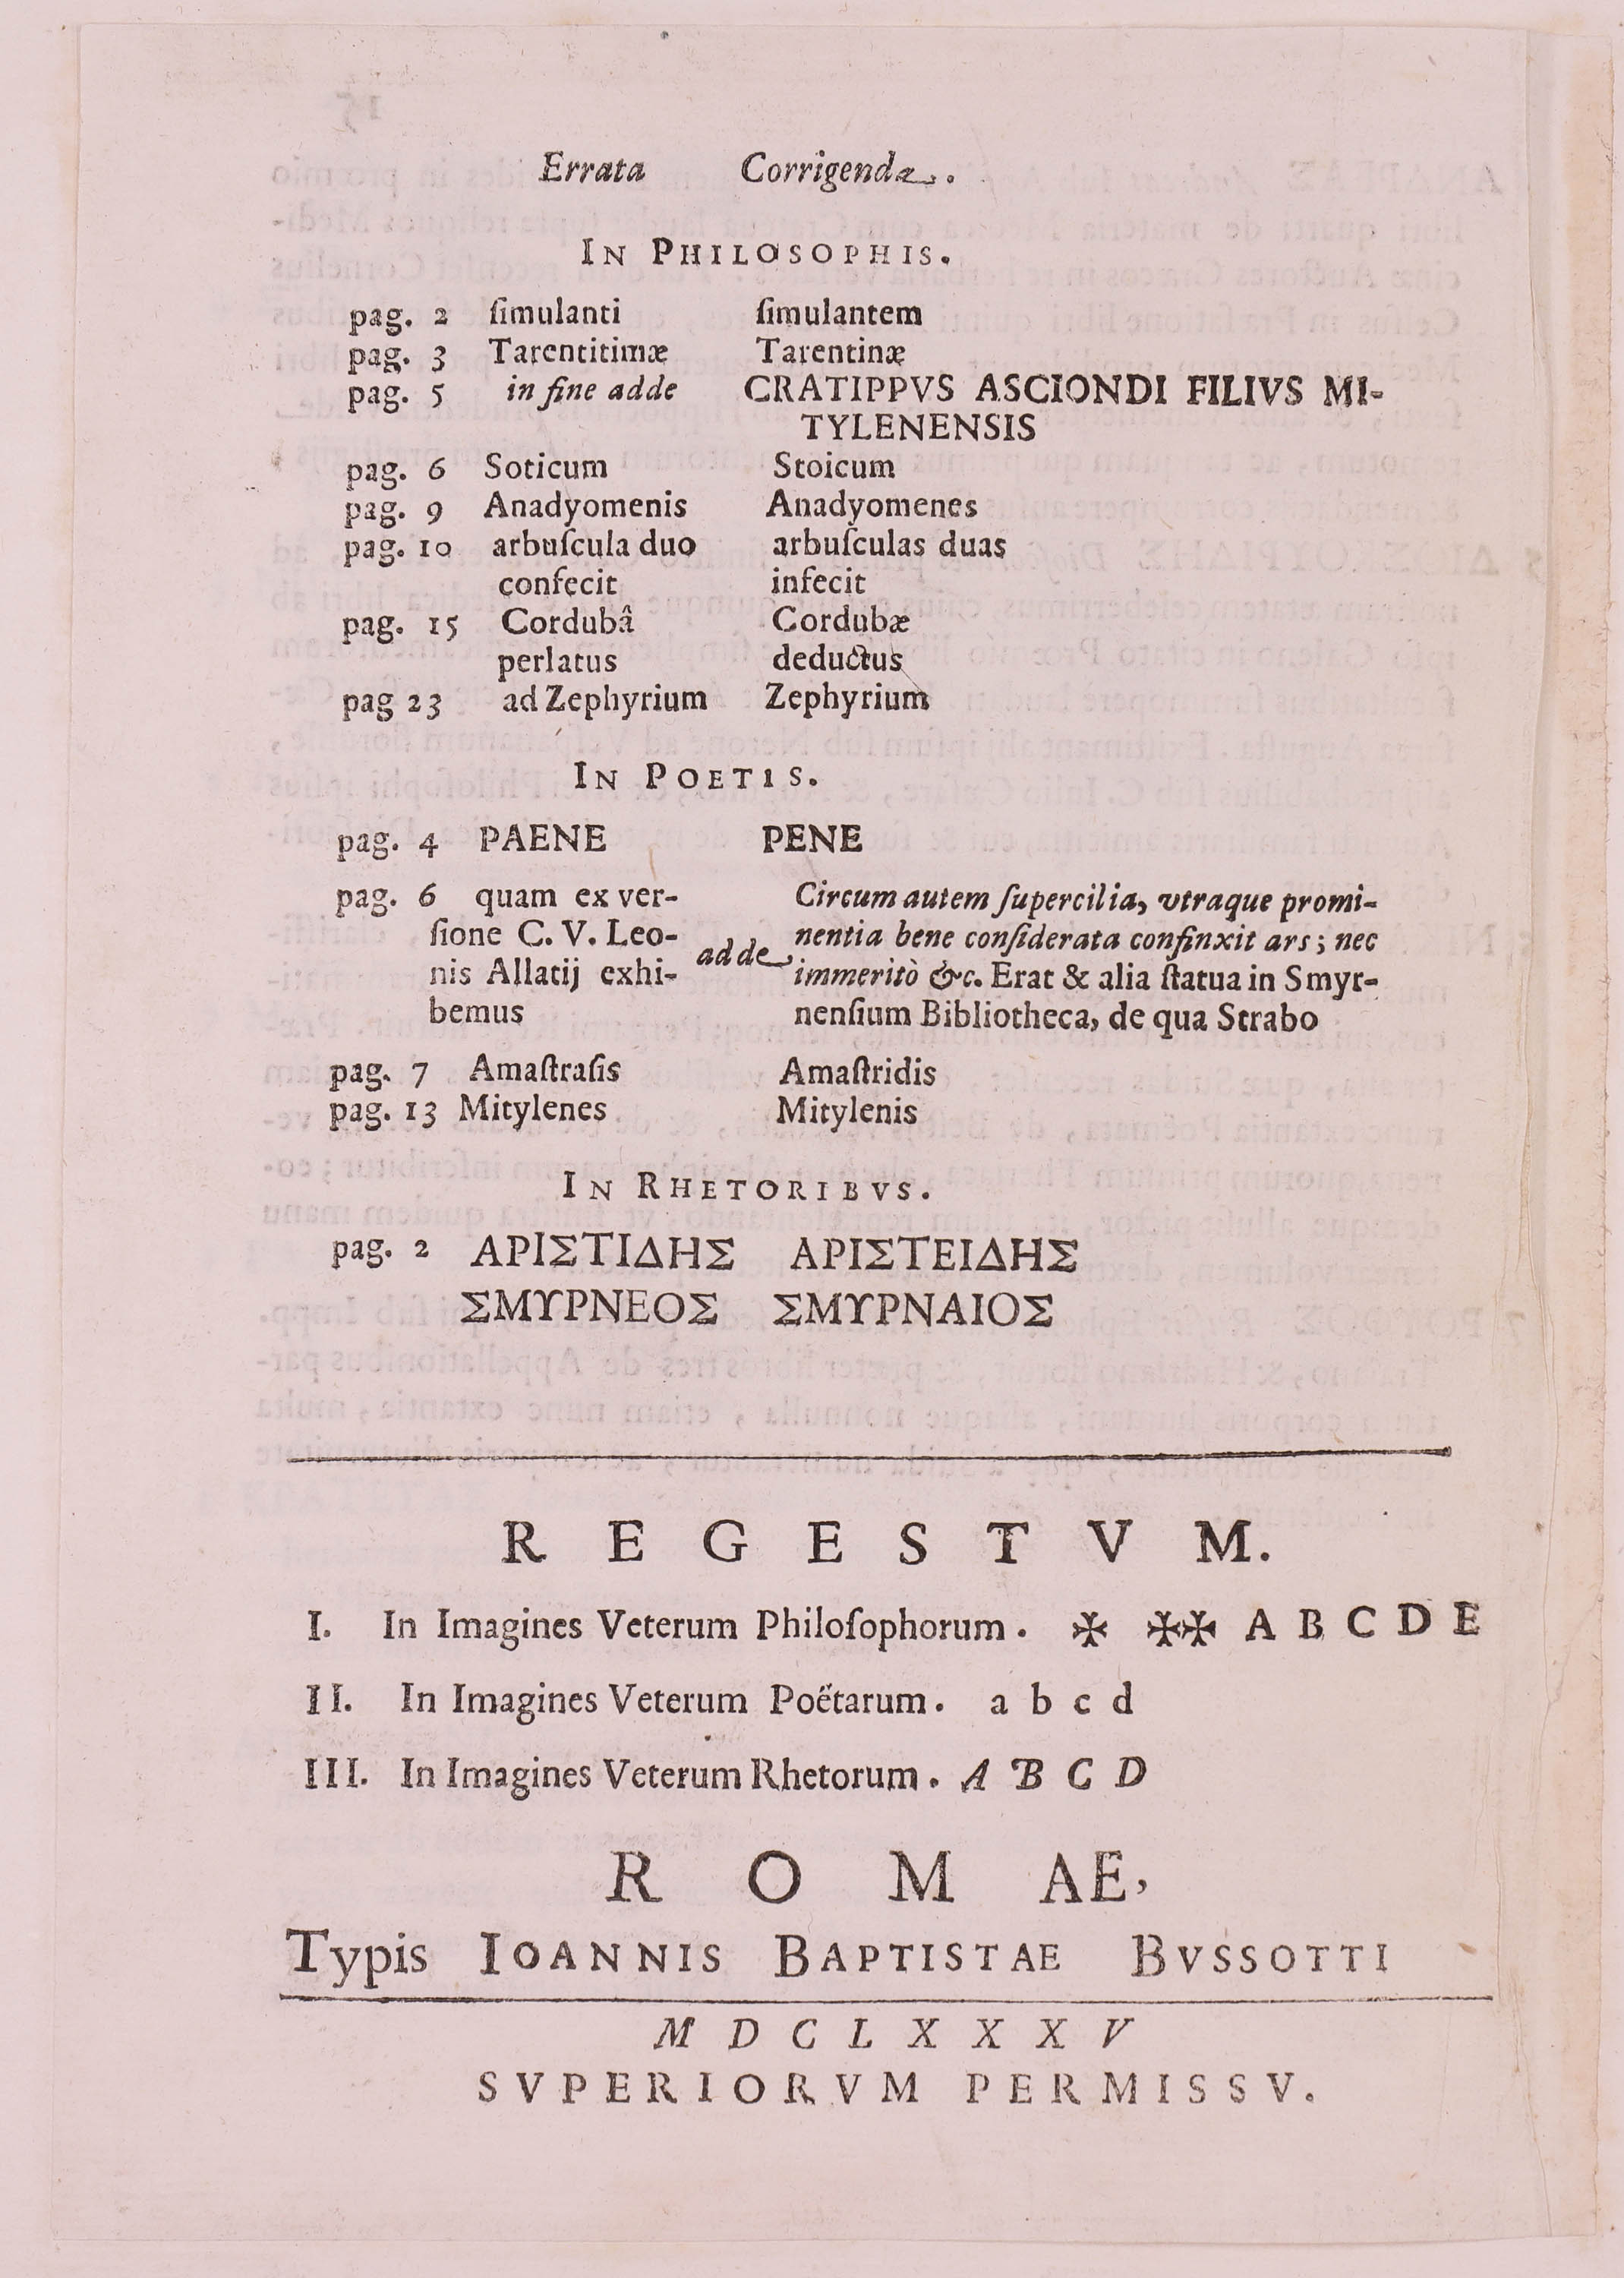 Errata Corrigenda.
IN PHILOSOPHIS.
pag. 2 ſimulanti ſimulantem
pag. 3 Tarentitimæ Tarentinæ
pag. 5 in fine adde CRATIPPVS ASCIONDI FILIVS MI-
TYLENENSIS
pag. 6 Soticum Stoicum
pag. 9 Anadyomenis Anadyomenes
pag. 10 arbuſcula duo arbuſculas duas
confecit infecit
pag. 15 Cordubâ Cordubæ
perlatus deductus
pag 23 ad Zephyrium Zephyrium
IN POETIS.
pag. 4 PAENE PENE
pag. 6 quam ex ver- Circum autem ſupercilia, vtraque promi-
ſione C. V. Leo- adde nentia bene conſiderata confinxit ars; nec
nis Allatij exhi- immeritò &c. Erat & alia ſtatua in Smyr-
bemus nenſium Bibliotheca, de qua Strabo
pag. 7 Amaſtraſis Amaſtridis
pag. 13 Mitylenes Mitylenis
IN RHETORIBVS.
pag. 2 ΑΡΙΣΤΙΔΗΣ ΑΡΙΣΤΕΙΔΗΣ
ΣΜΥΡΝΕΟΣ ΣΜΥΡΝΑΙΟΣ
REGESTVM.
I. In Imagines Veterum Philoſophorum. ✠ ✠✠ A B C D E
II. In Imagines Veterum Poëtarum. a b c d
III. In Imagines Veterum Rhetorum. A B C D
ROMAE,
Typis IOANNIS BAPTISTAE BVSSOTTI
MDCLXXXV
SVPERIORVM PERMISSV.